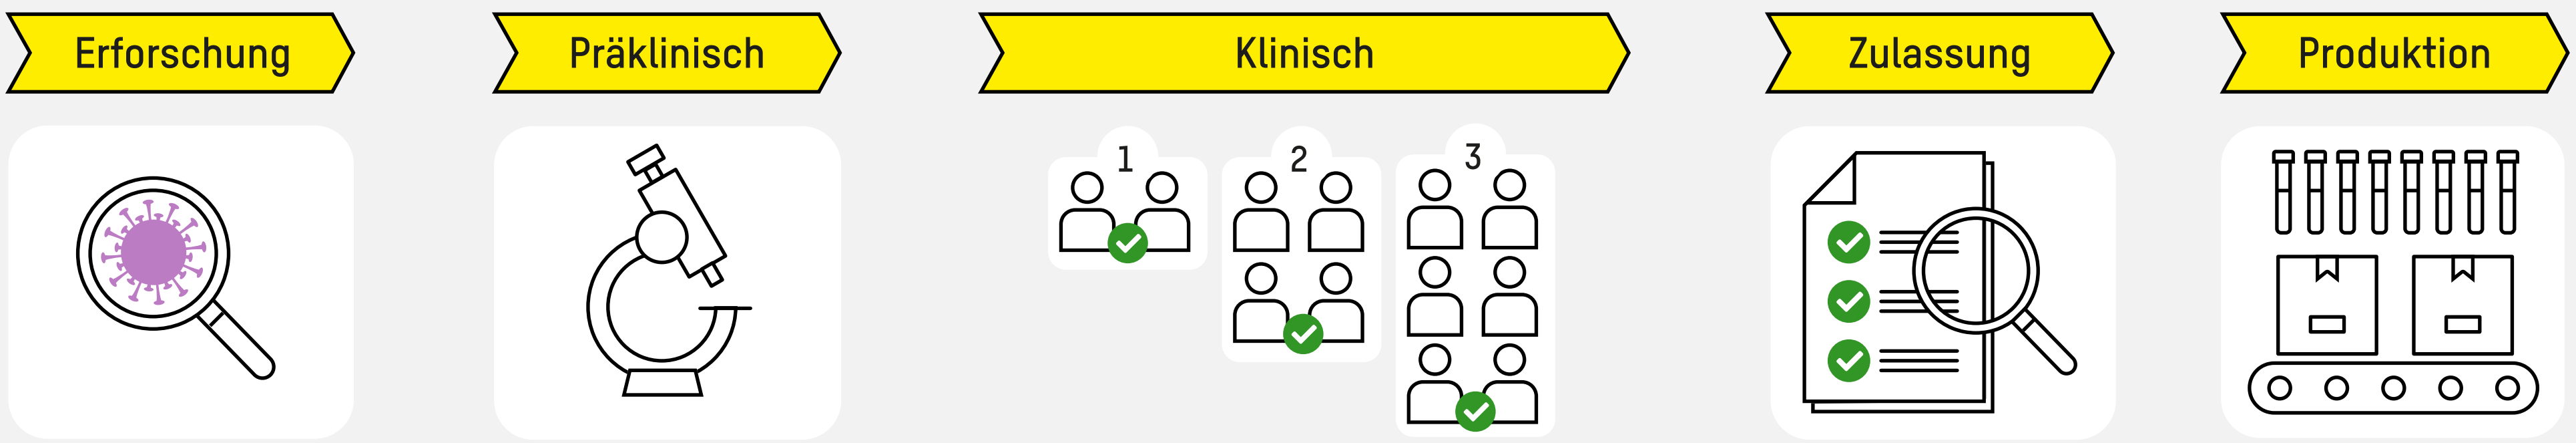 Erforschung
Präklinisch
Klinisch
Zulassung
Produktion
1
2
3